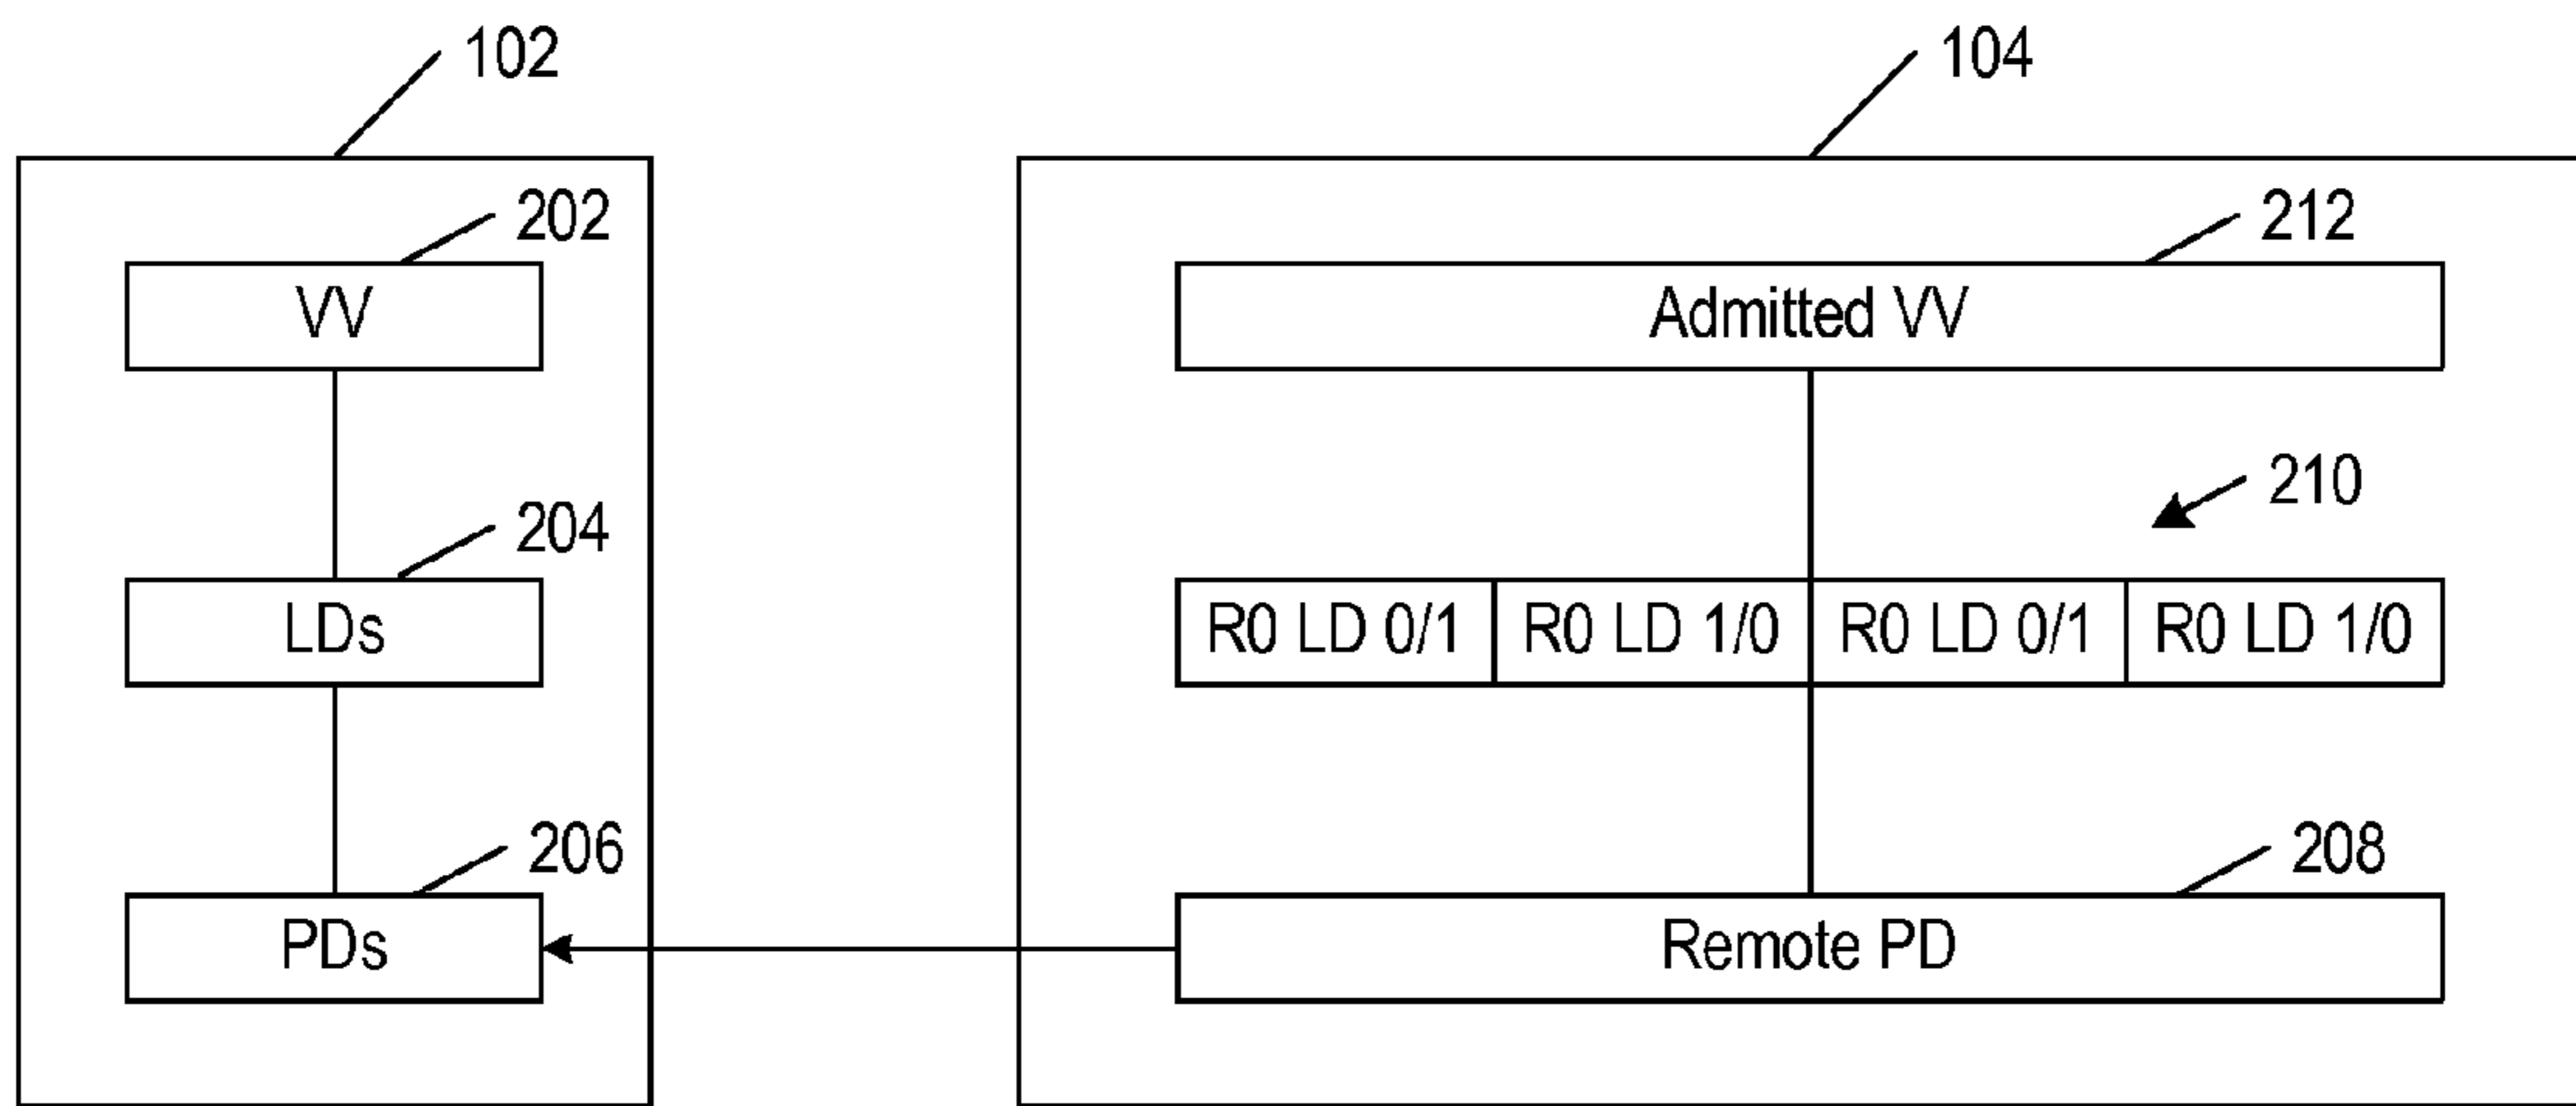 102
104
202
212
VV
Admitted VV
210
204
LDs
R0 LD 0/1
R0 LD 1/0
R0 LD 0/1
R0 LD 1/0
206
208
PDs
Remote PD